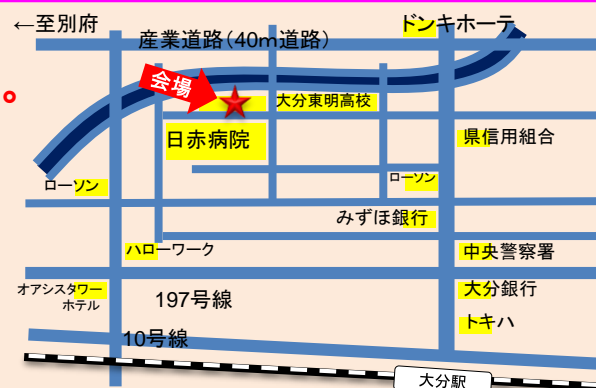 ←至別府
ドンキホーテ
産業道路(40m道路)
会場
大分東明高校
日赤病院
県信用組合
ローソン
ローソン
みずほ銀行
ハローワーク
中央警察署
オアシスタワー
ホテル
197号線
大分銀行
トキハ
10号線
大分駅